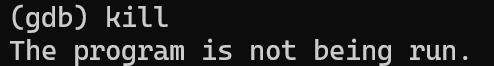 (gdb) kill
The program is not being run.